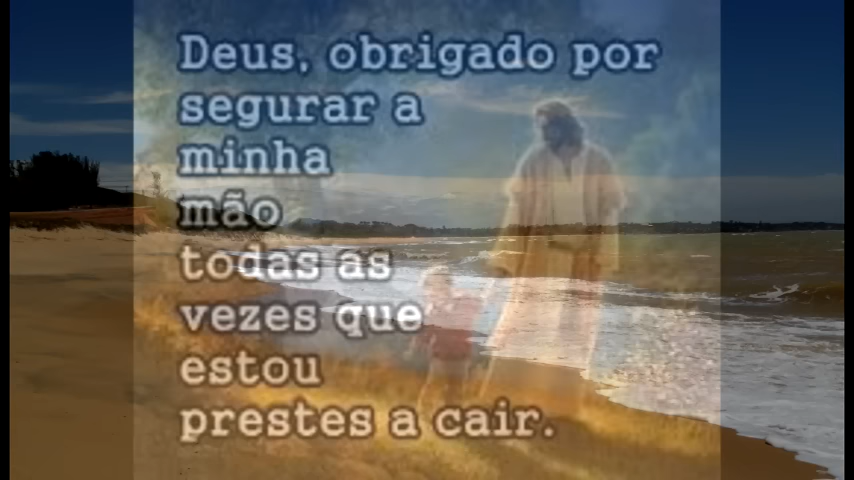 Deus, obrigado por
segurar a
minha
mão
todas as
vezes que
estou
prestes a cair.